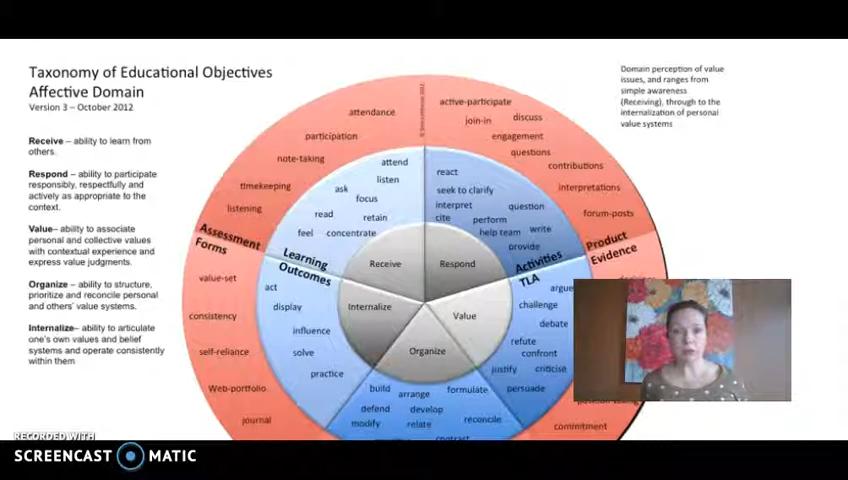 Taxonomy of Educational Objectives
Affective Domain
Version 3 – October 2012
Receive – ability to learn from
others.
Respond – ability to participate
responsibly, respectfully and
actively as appropriate to the
context.
Value– ability to associate
personal and collective values
with contextual experience and
express value judgments.
Organize – ability to structure,
prioritize and reconcile personal
and others' value systems.
Internalize– ability to articulate
one's own values and belief
systems and operate consistently
within them
Domain perception of value
issues, and ranges from
simple awareness
(Receiving), through to the
internalization of personal
value systems
attendance
participation
note-taking
timekeeping
listening
active-participate
join-in
discuss
engagement
questions
contributions
interpretations
forum-posts
Assessment
Forms
Product
Evidence
value-set
consistency
self-reliance
Web-portfolio
journal
commitment
attend
listen
ask
focus
read
retain
feel
concentrate
react
seek to clarify
interpret
question
cite
perform
write
help team
provide
Learning
Outcomes
Activities
TLA
act
display
influence
solve
practice
argue
challenge
debate
refute
confront
justify
criticise
persuade
build
arrange
formulate
defend
develop
modify
relate
reconcile
contrast
Receive
Respond
Internalize
Value
Organize
RECORDED WITH
SCREENCAST
MATIC